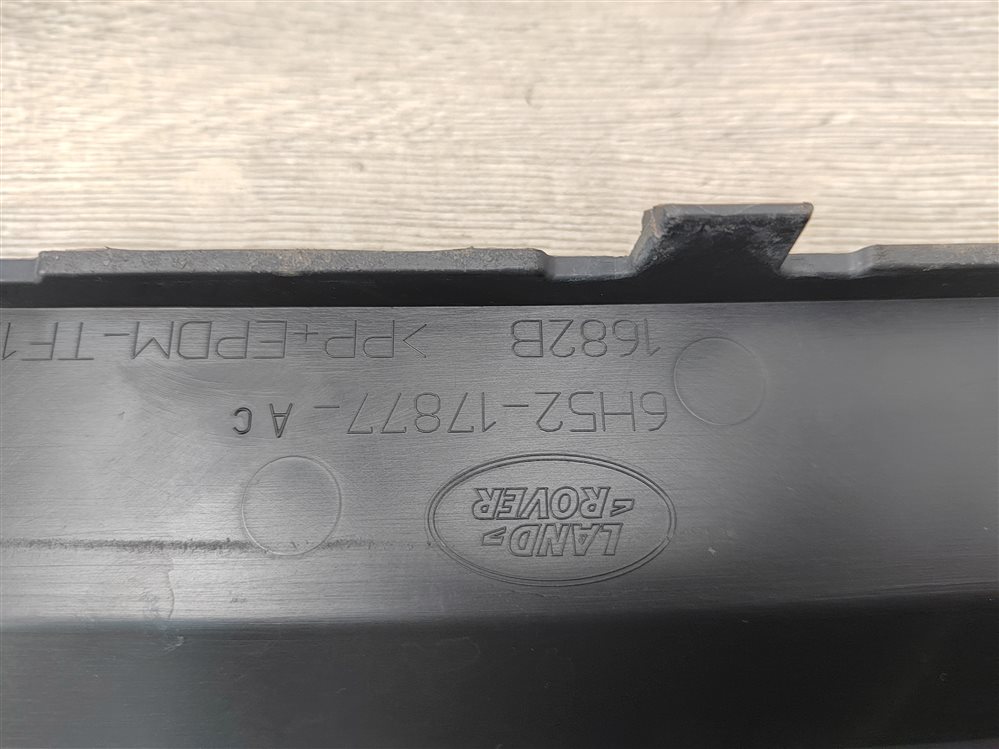 LAND-
-ROVER
6H52-17877-AC
1682B >PP+EPDM-TF1